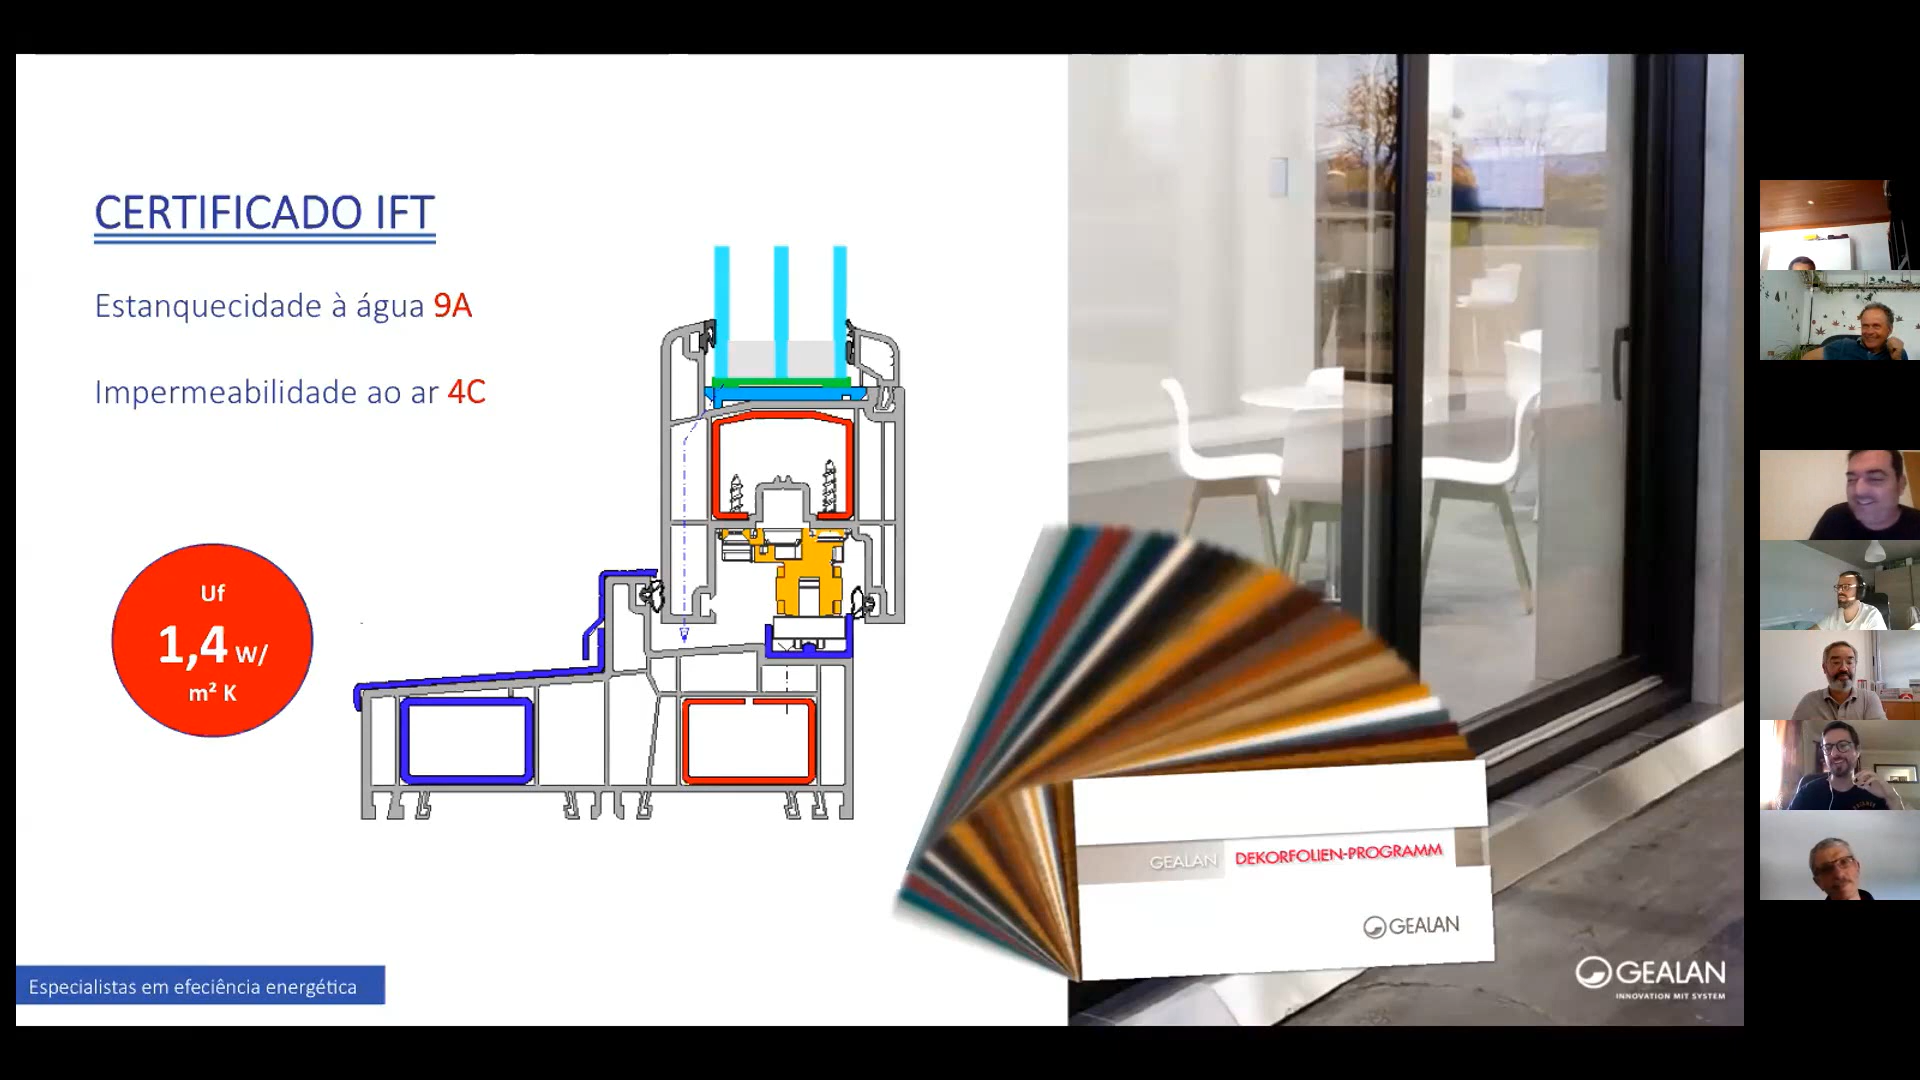 CERTIFICADO IFT
Estanquecidade à água 9A
Impermeabilidade ao ar 4C
Uf
1,4 W/
m² K
GEALAN DEKORFOLIEN-PROGRAMM
GEALAN
Especialistas em efeciência energética
GEALAN
INNOVATION MIT SYSTEM